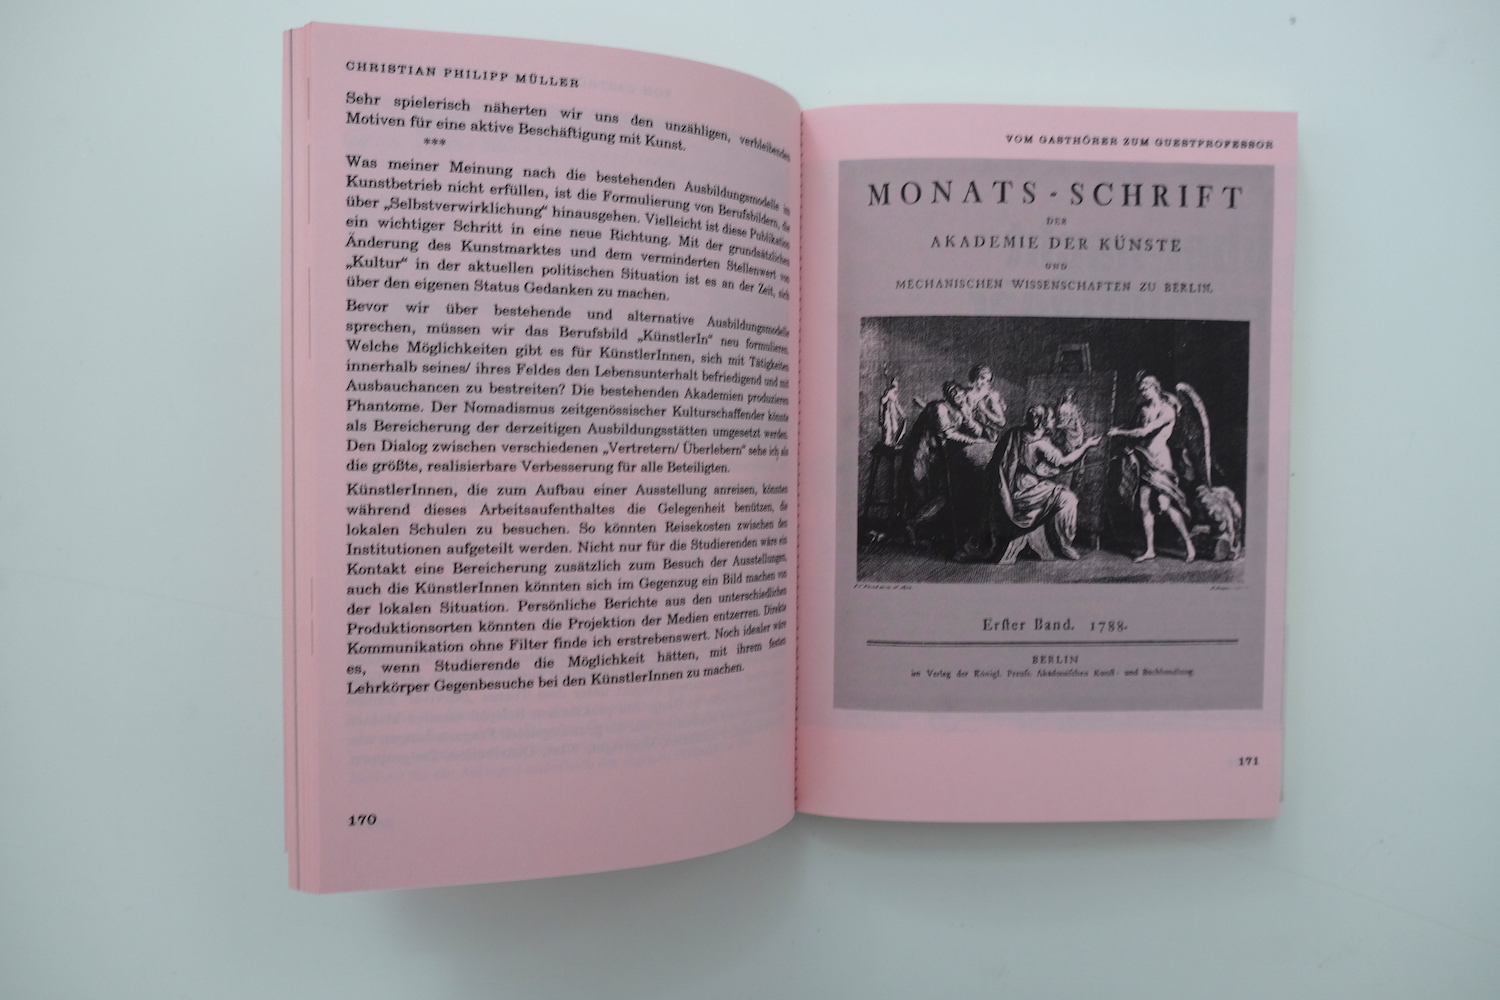 CHRISTIAN PHILIPP MÜLLER
Sehr spielerisch näherten wir uns den unzähligen, verbleibenden
Motiven für eine aktive Beschäftigung mit Kunst.
***
Was meiner Meinung nach die bestehenden Ausbildungsmodelle im
Kunstbetrieb nicht erfüllen, ist die Formulierung von Berufsbildern, die
über „Selbstverwirklichung“ hinausgehen. Vielleicht ist diese Publikation
ein wichtiger Schritt in eine neue Richtung. Mit der grundsätzlichen
Änderung des Kunstmarktes und dem verminderten Stellenwert von
„Kultur“ in der aktuellen politischen Situation ist es an der Zeit, sich
über den eigenen Status Gedanken zu machen.
Bevor wir über bestehende und alternative Ausbildungsmodelle
sprechen, müssen wir das Berufsbild „KünstlerIn“ neu formulieren.
Welche Möglichkeiten gibt es für KünstlerInnen, sich mit Tätigkeiten
innerhalb seines/ ihres Feldes den Lebensunterhalt befriedigend und mit
Ausbauchancen zu bestreiten? Die bestehenden Akademien produzieren
Phantome. Der Nomadismus zeitgenössischer Kulturschaffender könnte
als Bereicherung der derzeitigen Ausbildungsstätten umgesetzt werden.
Den Dialog zwischen verschiedenen „Vertretern/ Überlebern“ sehe ich als
die größte, realisierbare Verbesserung für alle Beteiligten.
KünstlerInnen, die zum Aufbau einer Ausstellung anreisen, könnten
während dieses Arbeitsaufenthaltes die Gelegenheit benützen, die
lokalen Schulen zu besuchen. So könnten Reisekosten zwischen den
Institutionen aufgeteilt werden. Nicht nur für die Studierenden wäre ein
Kontakt eine Bereicherung zusätzlich zum Besuch der Ausstellungen,
auch die KünstlerInnen könnten sich im Gegenzug ein Bild machen von
der lokalen Situation. Persönliche Berichte aus den unterschiedlichen
Produktionsorten könnten die Projektion der Medien entzerren. Direkte
Kommunikation ohne Filter finde ich erstrebenswert. Noch idealer wäre
es, wenn Studierende die Möglichkeit hätten, mit ihrem festen
Lehrkörper Gegenbesuche bei den KünstlerInnen zu machen.
170
VOM GASTHÖRER ZUM GUESTPROFESSOR
MONATS-SCHRIFT
DER
AKADEMIE DER KÜNSTE
UND
MECHANISCHEN WISSENSCHAFTEN ZU BERLIN.
Erſter Band. 1788.
BERLIN
im Verlag der Königl. Preuſs. Akademiſchen Kunſt- und Buchhandlung.
171